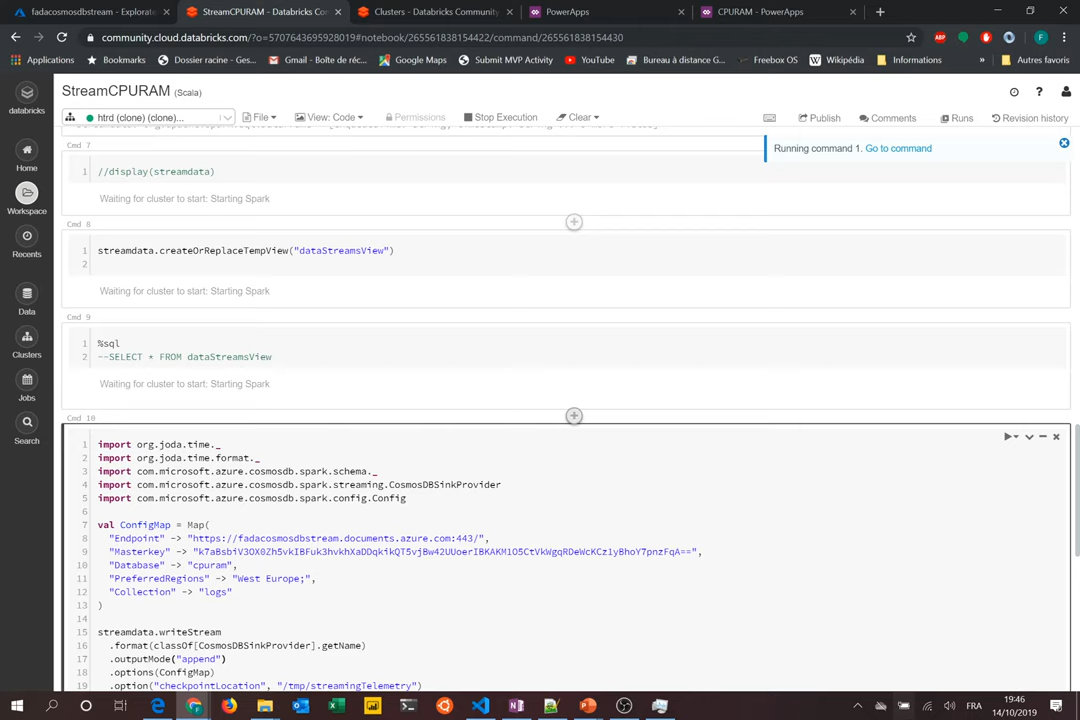 fadacosmosdbstream - Explorate
StreamCPURAM - Databricks Co
Clusters - Databricks Community
PowerApps
CPURAM - PowerApps
community.cloud.databricks.com/?o=5707643695928019#notebook/265561838154422/command/265561838154430
Applications
Bookmarks
Dossier racine - Ges...
Gmail - Boîte de réc...
Google Maps
Submit MVP Activity
YouTube
Bureau à distance G...
Freebox OS
Wikipédia
Informations
»
Autres favoris
StreamCPURAM (Scala)
htrd (clone) (clone)...
File
View: Code
Permissions
Stop Execution
Clear
Publish
Comments
Runs
Revision history
Running command 1. Go to command
databricks
Home
Workspace
Recents
Data
Clusters
Jobs
Search
Cmd 7
1 //display(streamdata)
Waiting for cluster to start: Starting Spark
Cmd 8
1 streamdata.createOrReplaceTempView("dataStreamsView")
2
Waiting for cluster to start: Starting Spark
Cmd 9
1 %sql
2 --SELECT * FROM dataStreamsView
Waiting for cluster to start: Starting Spark
Cmd 10
1 import org.joda.time._
2 import org.joda.time.format._
3 import com.microsoft.azure.cosmosdb.spark.schema._
4 import com.microsoft.azure.cosmosdb.spark.streaming.CosmosDBSinkProvider
5 import com.microsoft.azure.cosmosdb.spark.config.Config
6
7 val ConfigMap = Map(
8 "Endpoint" -> "https://fadacosmosdbstream.documents.azure.com:443/",
9 "Masterkey" -> "k7aBsbiV3OX0Zh5vkIBFuk3hvkhXaDDqkikQT5vjBw42UUoerIBKAKM1O5CtVkWgqRDeWcKCz1yBhoY7pnzFqA==",
10 "Database" -> "cpuram",
11 "PreferredRegions" -> "West Europe;",
12 "Collection" -> "logs"
13 )
14
15 streamdata.writeStream
16 .format(classOf[CosmosDBSinkProvider].getName)
17 .outputMode("append")
18 .options(ConfigMap)
19 .option("checkpointLocation", "/tmp/streamingTelemetry")
FRA
19:46
14/10/2019